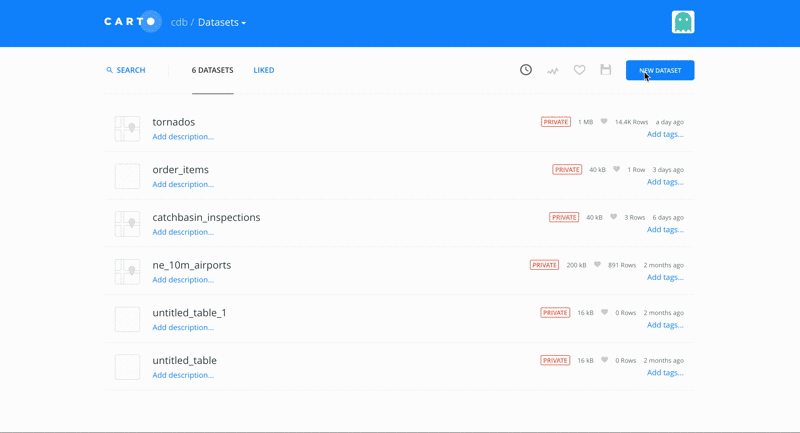 CARTO cdb / Datasets
SEARCH 6 DATASETS LIKED NEW DATASET
tornados PRIVATE 1 MB 14.4K Rows a day ago
Add description... Add tags...
order_items PRIVATE 40 kB 1 Row 3 days ago
Add description... Add tags...
catchbasin_inspections PRIVATE 40 kB 3 Rows 6 days ago
Add description... Add tags...
ne_10m_airports PRIVATE 200 kB 891 Rows 2 months ago
Add description... Add tags...
untitled_table_1 PRIVATE 16 kB 0 Rows 2 months ago
Add description... Add tags...
untitled_table PRIVATE 16 kB 0 Rows 2 months ago
Add description... Add tags...